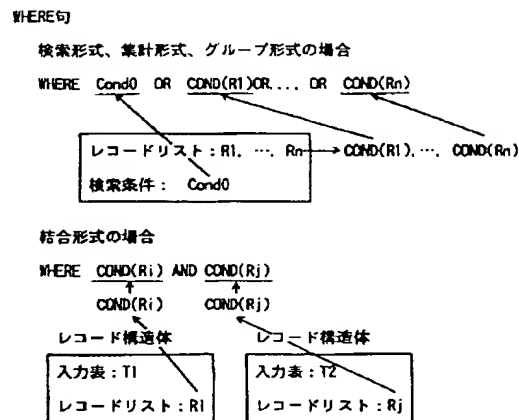 WHERE句
検索形式、集計形式、グループ形式の場合
WHERE Cond0 OR COND(R1)OR.... OR COND(Rn)
レコードリスト：R1, …, Rn → COND(R1),…, COND(Rn)
検索条件： Cond0
結合形式の場合
WHERE COND(Ri) AND COND(Rj)
COND(Ri) COND(Rj)
レコード構造体 レコード構造体
入力表：T1 入力表：T2
レコードリスト：Ri レコードリスト：Rj